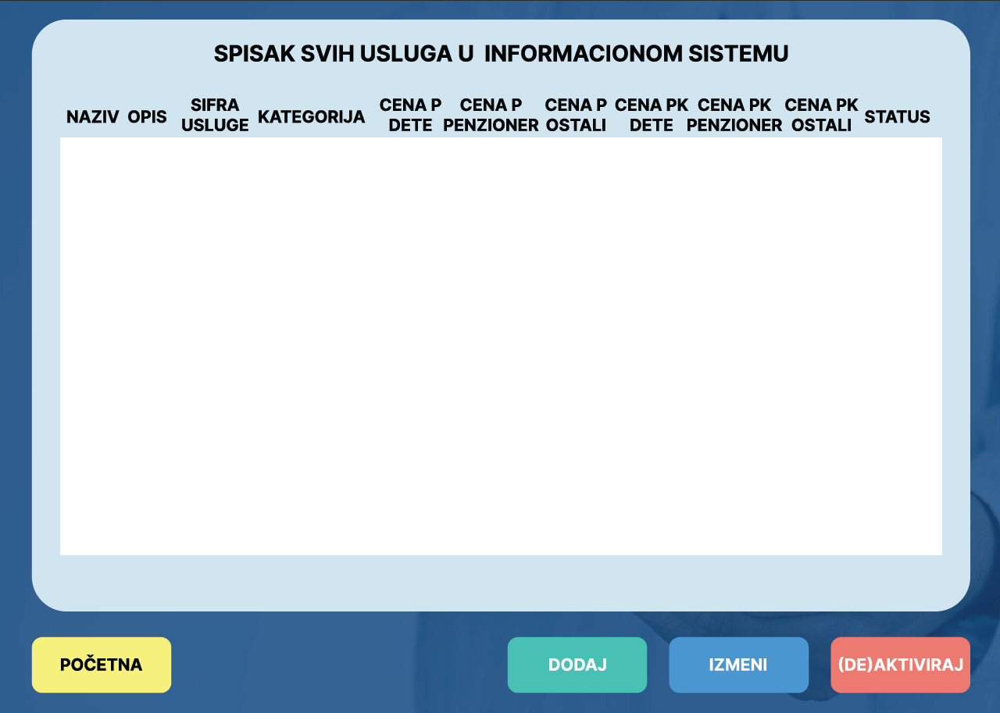 SPISAK SVIH USLUGA U  INFORMACIONOM SISTEMU
NAZIV
OPIS
SIFRA
USLUGE
KATEGORIJA
CENA P
DETE
CENA P
PENZIONER
CENA P
OSTALI
CENA PK
DETE
CENA PK
PENZIONER
CENA PK
OSTALI
STATUS
POČETNA
DODAJ
IZMENI
(DE)AKTIVIRAJ